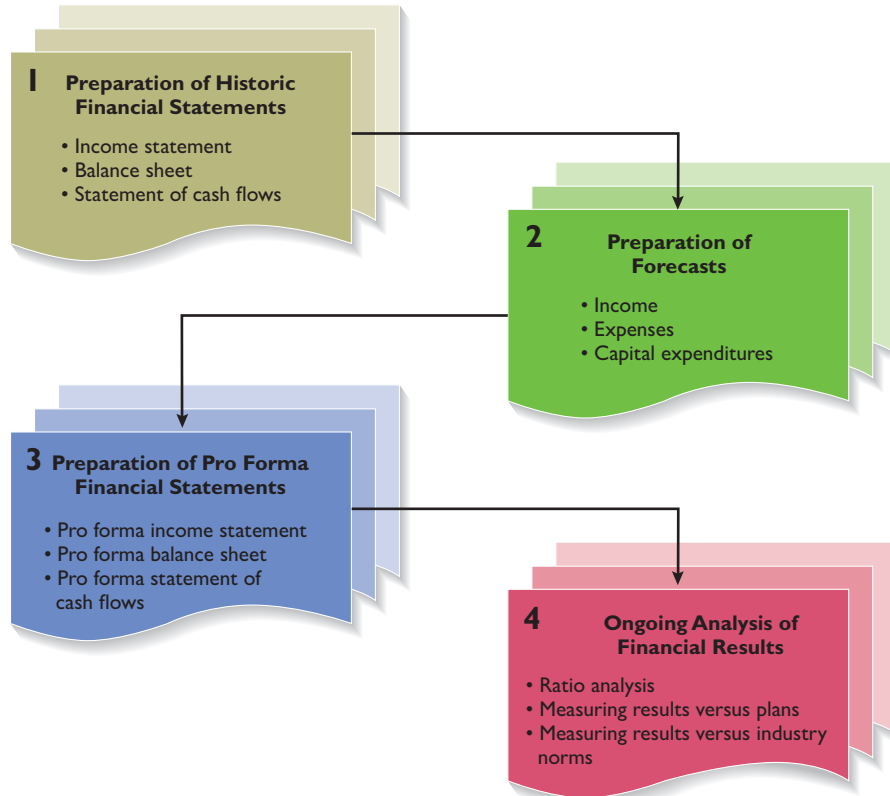 1 Preparation of Historic
Financial Statements
• Income statement
• Balance sheet
• Statement of cash flows
2 Preparation of
Forecasts
• Income
• Expenses
• Capital expenditures
3 Preparation of Pro Forma
Financial Statements
• Pro forma income statement
• Pro forma balance sheet
• Pro forma statement of
cash flows
4 Ongoing Analysis of
Financial Results
• Ratio analysis
• Measuring results versus plans
• Measuring results versus industry
norms